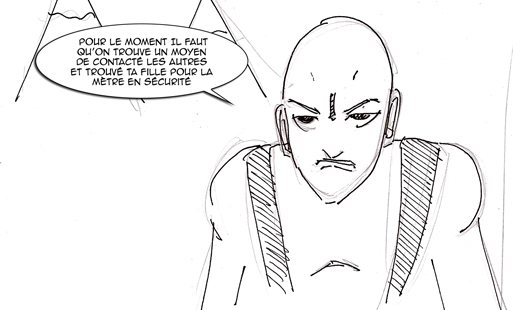 POUR LE MOMENT IL FAUT
QU'ON TROUVE UN MOYEN
DE CONTACTÉ LES AUTRES
ET TROUVÉ TA FILLE POUR LA
MÈTRE EN SÉCURITÉ